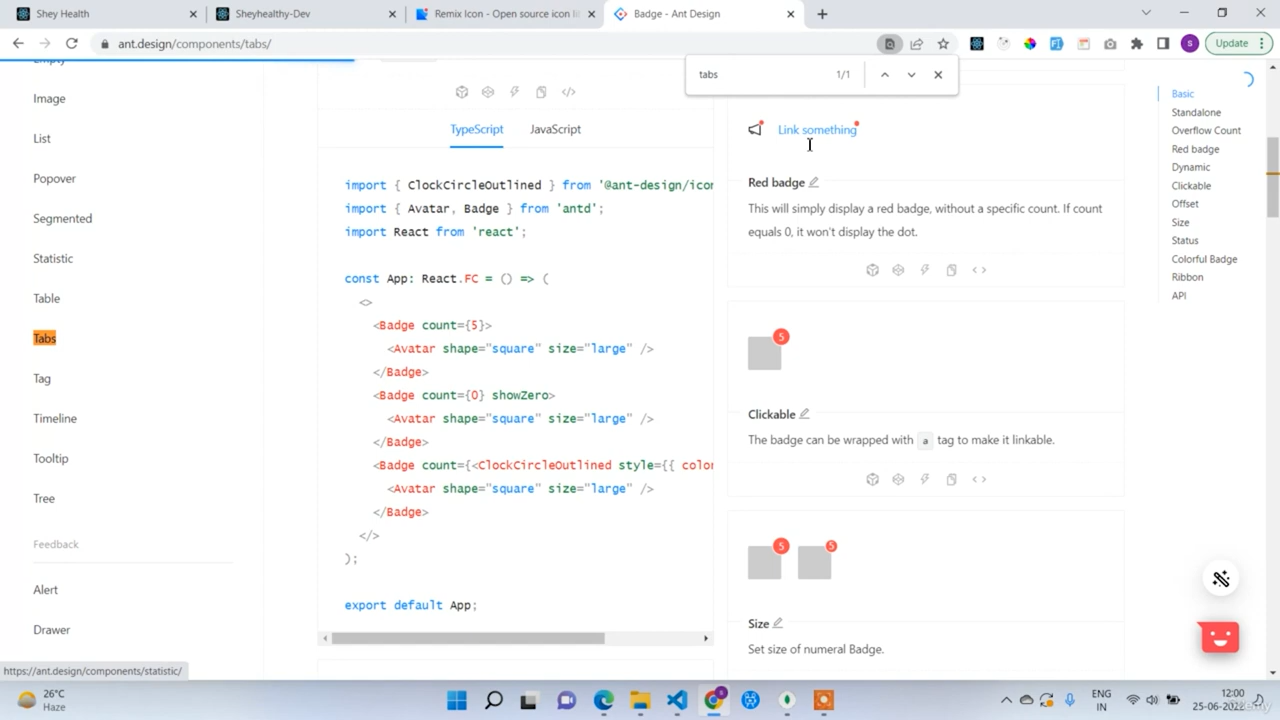 Shey Health
Sheyhealthy-Dev
Remix Icon - Open source icon li
Badge - Ant Design
ant.design/components/tabs/
Update
tabs
1/1
Empty
Image
List
Popover
Segmented
Statistic
Table
Tabs
Tag
Timeline
Tooltip
Tree
Feedback
Alert
Drawer
TypeScript
JavaScript
import { ClockCircleOutlined } from '@ant-design/icon
import { Avatar, Badge } from 'antd';
import React from 'react';
const App: React.FC = () => (
<>
<Badge count={5}>
<Avatar shape="square" size="large" />
</Badge>
<Badge count={0} showZero>
<Avatar shape="square" size="large" />
</Badge>
<Badge count={<ClockCircleOutlined style={{ color
<Avatar shape="square" size="large" />
</Badge>
</>
);
export default App;
Link something
Red badge
This will simply display a red badge, without a specific count. If count
equals 0, it won't display the dot.
5
Clickable
The badge can be wrapped with a tag to make it linkable.
5 5
Size
Set size of numeral Badge.
Basic
Standalone
Overflow Count
Red badge
Dynamic
Clickable
Offset
Size
Status
Colorful Badge
Ribbon
API
https://ant.design/components/statistic/
26°C
Haze
ENG
IN
12:00
25-06-2022